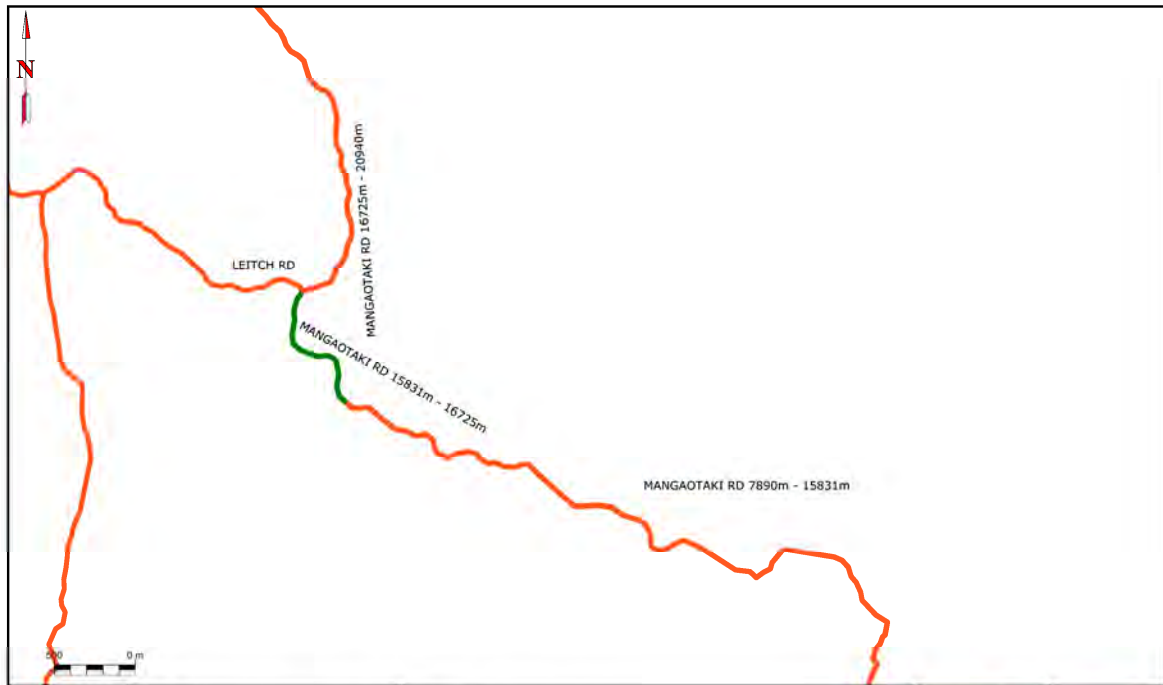 N
MANGAOTAKI RD 16725m - 20940m
LEITCH RD
MANGAOTAKI RD 15831m - 16725m
MANGAOTAKI RD 7890m - 15831m
500 0 m